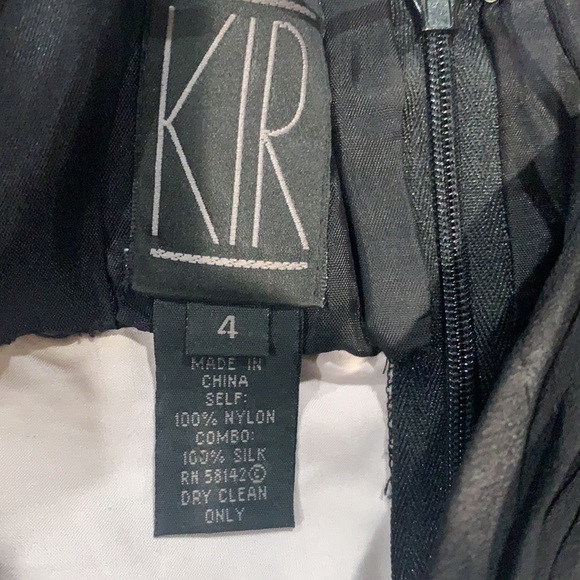 KIR
4
MADE IN
CHINA
SELF:
100% NYLON
COMBO:
100% SILK
RN 58142©
DRY CLEAN
ONLY